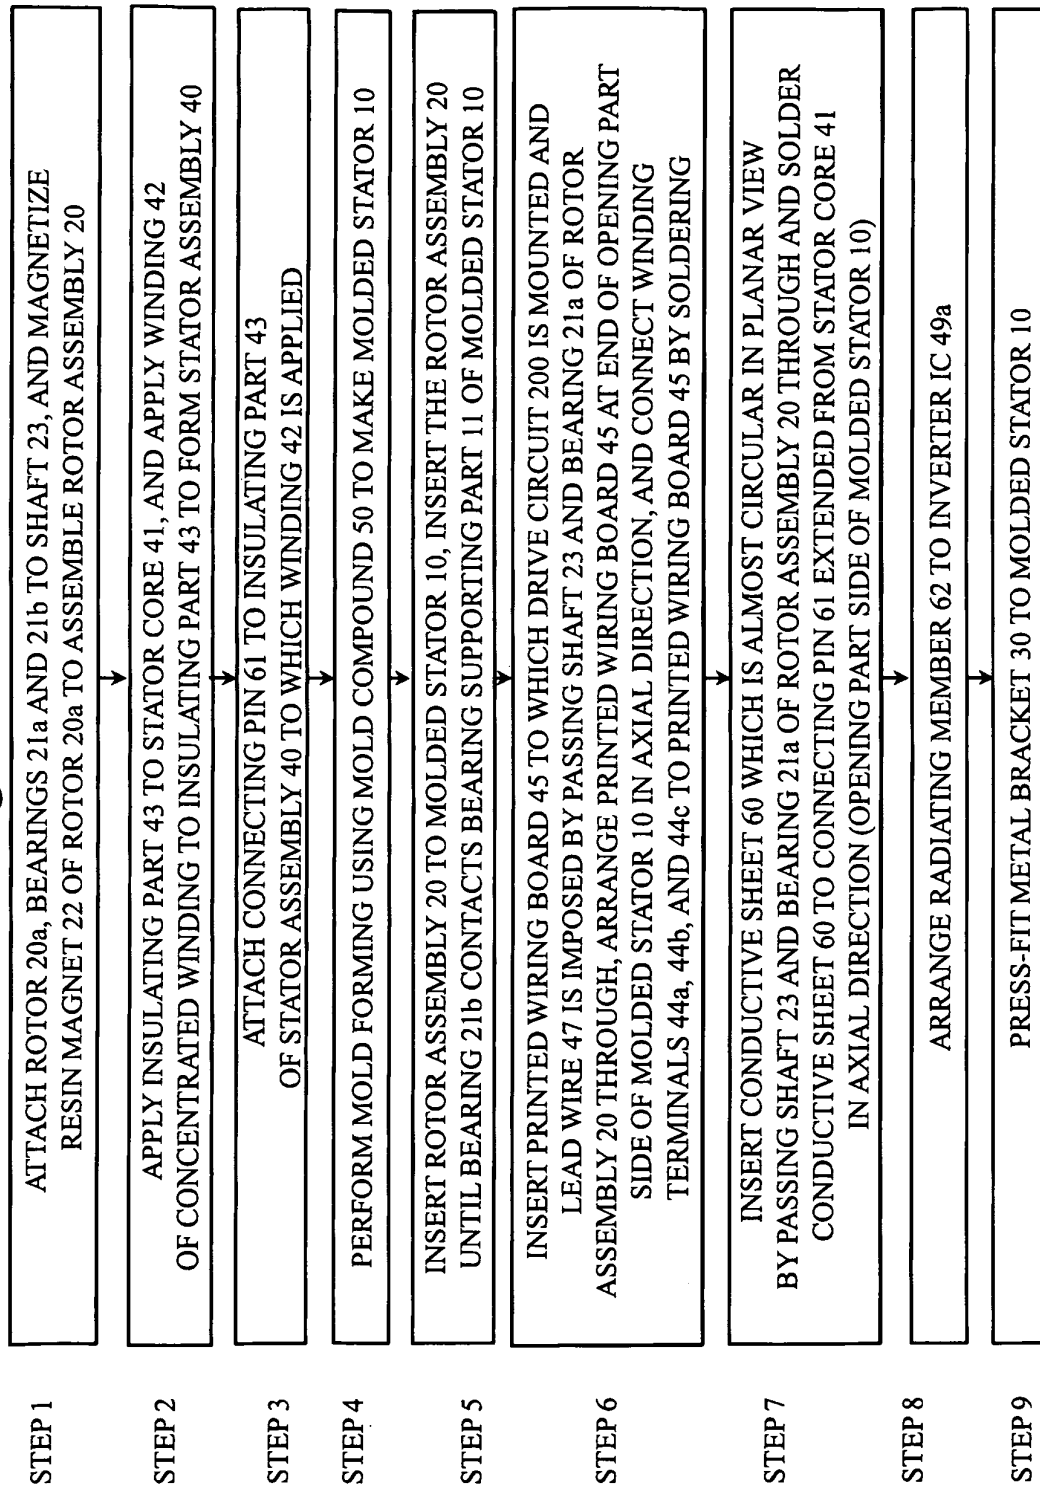 STEP 1
ATTACH ROTOR 20a, BEARINGS 21a AND 21b TO SHAFT 23, AND MAGNETIZE
RESIN MAGNET 22 OF ROTOR 20a TO ASSEMBLE ROTOR ASSEMBLY 20
STEP 2
APPLY INSULATING PART 43 TO STATOR CORE 41, AND APPLY WINDING 42
OF CONCENTRATED WINDING TO INSULATING PART 43 TO FORM STATOR ASSEMBLY 40
STEP 3
ATTACH CONNECTING PIN 61 TO INSULATING PART 43
OF STATOR ASSEMBLY 40 TO WHICH WINDING 42 IS APPLIED
STEP 4
PERFORM MOLD FORMING USING MOLD COMPOUND 50 TO MAKE MOLDED STATOR 10
STEP 5
INSERT ROTOR ASSEMBLY 20 TO MOLDED STATOR 10, INSERT THE ROTOR ASSEMBLY 20
UNTIL BEARING 21b CONTACTS BEARING SUPPORTING PART 11 OF MOLDED STATOR 10
STEP 6
INSERT PRINTED WIRING BOARD 45 TO WHICH DRIVE CIRCUIT 200 IS MOUNTED AND
LEAD WIRE 47 IS IMPOSED BY PASSING SHAFT 23 AND BEARING 21a OF ROTOR
ASSEMBLY 20 THROUGH, ARRANGE PRINTED WIRING BOARD 45 AT END OF OPENING PART
SIDE OF MOLDED STATOR 10 IN AXIAL DIRECTION, AND CONNECT WINDING
TERMINALS 44a, 44b, AND 44c TO PRINTED WIRING BOARD 45 BY SOLDERING
STEP 7
INSERT CONDUCTIVE SHEET 60 WHICH IS ALMOST CIRCULAR IN PLANAR VIEW
BY PASSING SHAFT 23 AND BEARING 21a OF ROTOR ASSEMBLY 20 THROUGH AND SOLDER
CONDUCTIVE SHEET 60 TO CONNECTING PIN 61 EXTENDED FROM STATOR CORE 41
IN AXIAL DIRECTION (OPENING PART SIDE OF MOLDED STATOR 10)
STEP 8
ARRANGE RADIATING MEMBER 62 TO INVERTER IC 49a
STEP 9
PRESS-FIT METAL BRACKET 30 TO MOLDED STATOR 10